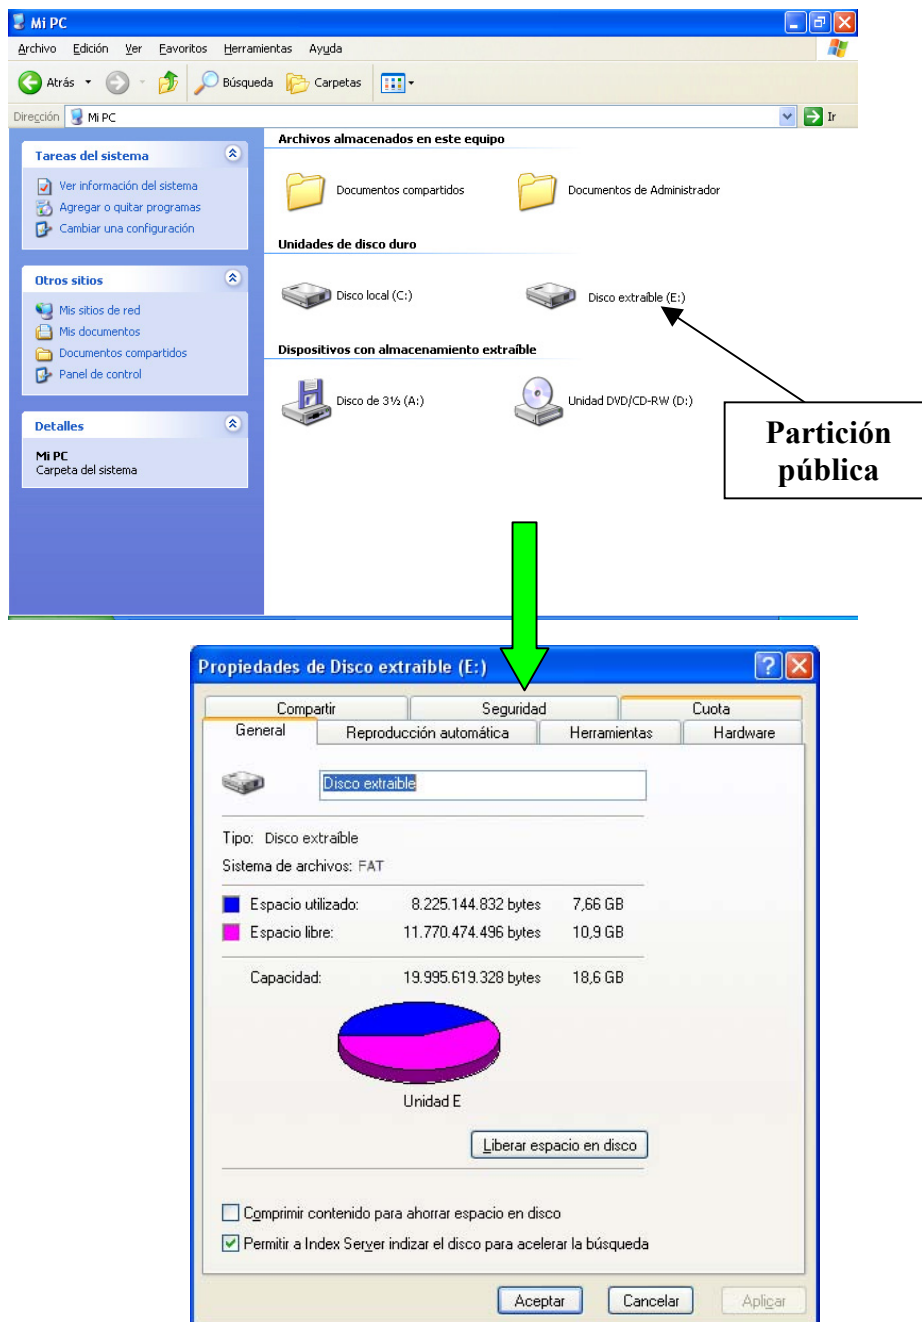 Mi PC
Archivo Edición Ver Favoritos Herramientas Ayuda
Atrás Búsqueda Carpetas
Dirección Mi PC Ir
Tareas del sistema
Ver información del sistema
Agregar o quitar programas
Cambiar una configuración
Otros sitios
Mis sitios de red
Mis documentos
Documentos compartidos
Panel de control
Detalles
Mi PC
Carpeta del sistema
Archivos almacenados en este equipo
Documentos compartidos Documentos de Administrador
Unidades de disco duro
Disco local (C:) Disco extraíble (E:)
Dispositivos con almacenamiento extraíble
Disco de 3½ (A:) Unidad DVD/CD-RW (D:)
Partición
pública
Propiedades de Disco extraible (E:)
Compartir Seguridad Cuota
General Reproducción automática Herramientas Hardware
Disco extraible
Tipo: Disco extraíble
Sistema de archivos: FAT
Espacio utilizado: 8.225.144.832 bytes 7,66 GB
Espacio libre: 11.770.474.496 bytes 10,9 GB
Capacidad: 19.995.619.328 bytes 18,6 GB
Unidad E
Liberar espacio en disco
Comprimir contenido para ahorrar espacio en disco
Permitir a Index Server indizar el disco para acelerar la búsqueda
Aceptar Cancelar Aplicar